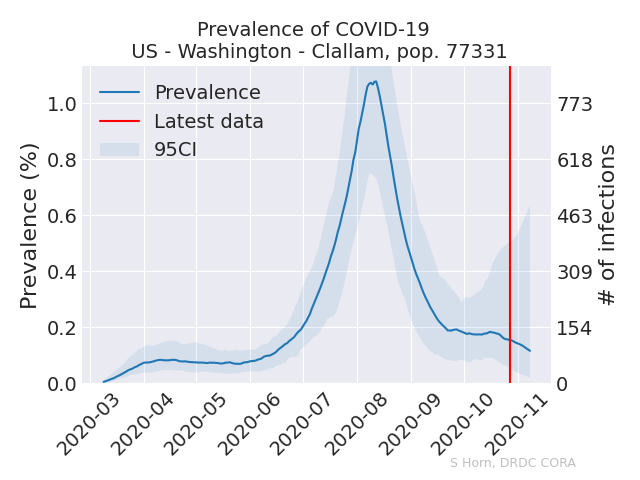 Prevalence of COVID-19
US - Washington - Clallam, pop. 77331
Prevalence
Latest data
95CI
Prevalence (%)
1.0
0.8
0.6
0.4
0.2
0.0
773
618
463
309
154
0
# of infections
2020-03
2020-04
2020-05
2020-06
2020-07
2020-08
2020-09
2020-10
2020-11
S Horn, DRDC CORA